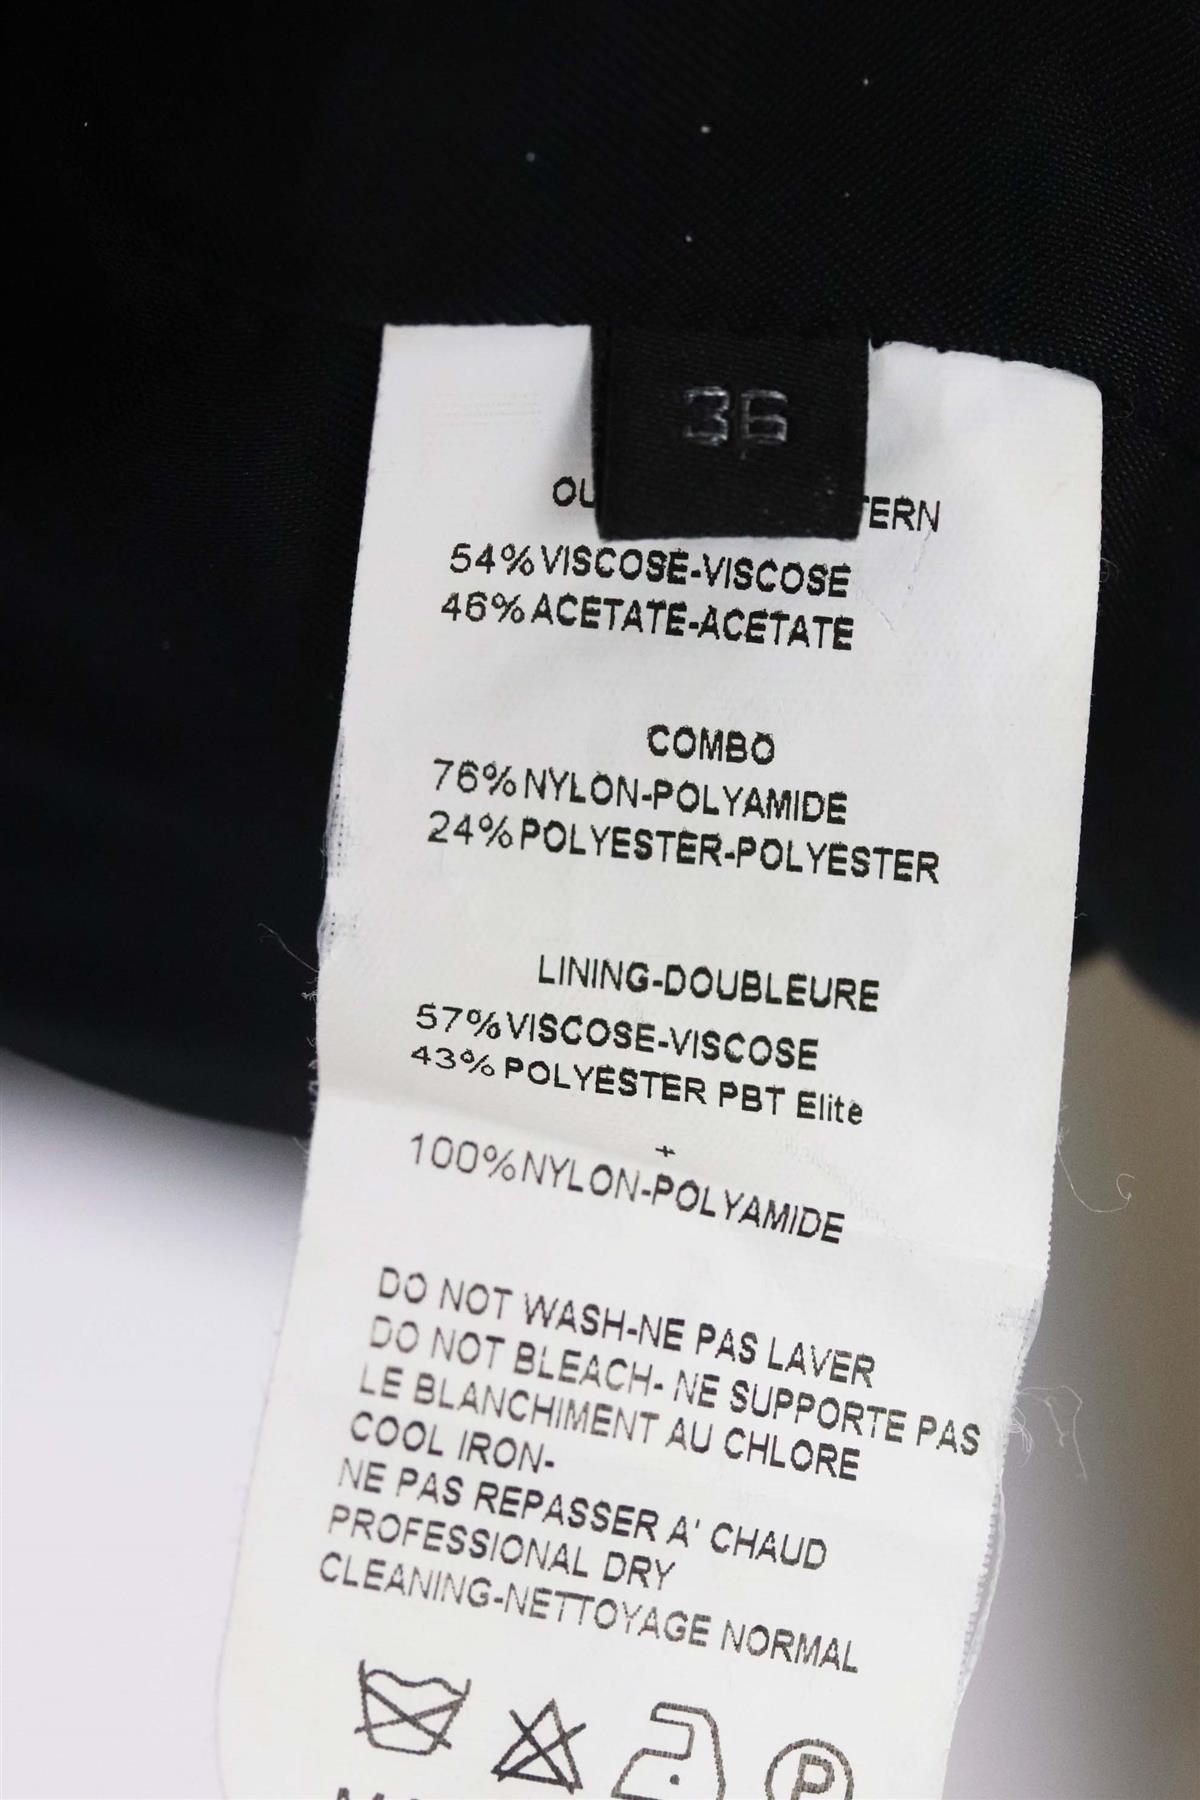 36
54% VISCOSE-VISCOSE
46% ACETATE-ACETATE
COMBO
76% NYLON-POLYAMIDE
24% POLYESTER-POLYESTER
LINING-DOUBLEURE
57% VISCOSE-VISCOSE
43% POLYESTER PBT Elite
+
100% NYLON-POLYAMIDE
DO NOT WASH-NE PAS LAVER
DO NOT BLEACH- NE SUPPORTE PAS
LE BLANCHIMENT AU CHLORE
COOL IRON-
NE PAS REPASSER A' CHAUD
PROFESSIONAL DRY
CLEANING-NETTOYAGE NORMAL
P